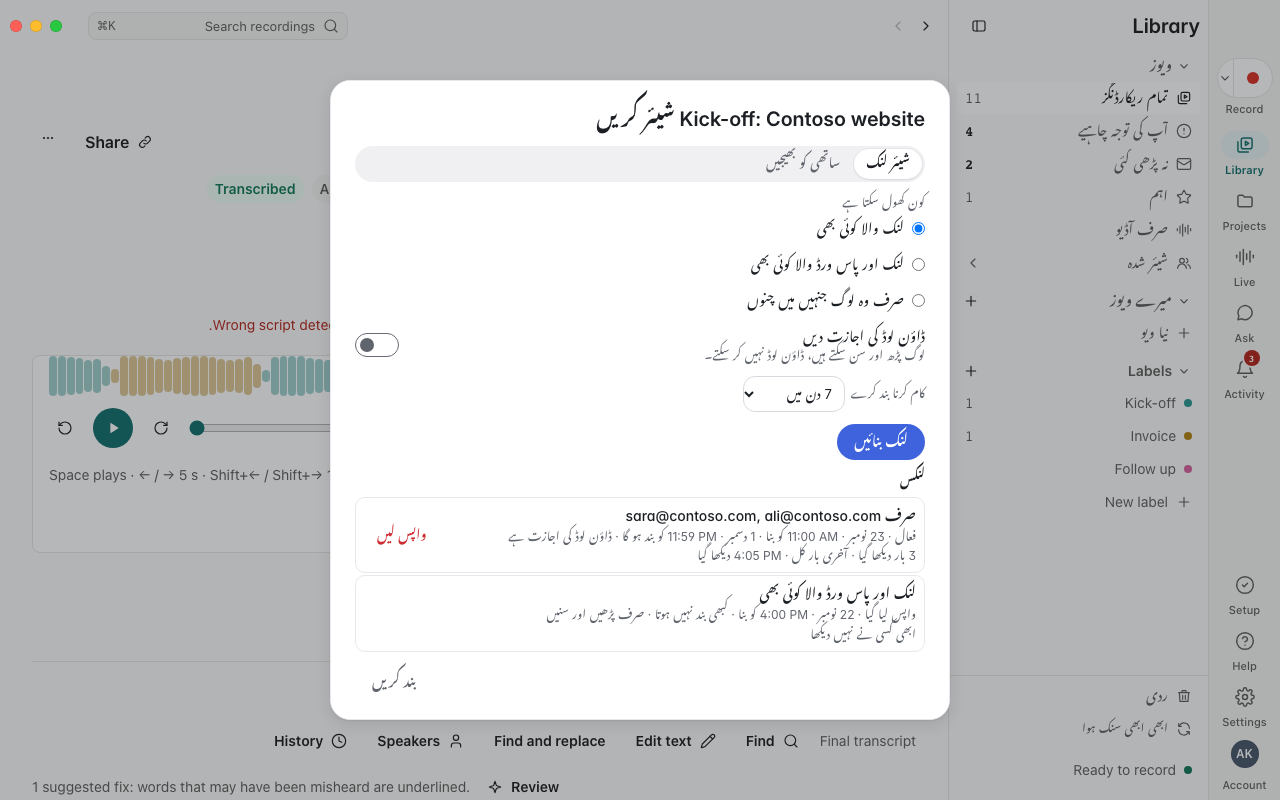 ⌘K
Search recordings
Library
ویوز
تمام ریکارڈنگز
11
آپ کی توجہ چاہیے
4
نہ پڑھی گئی
2
اہم
1
صرف آڈیو
شیئر شدہ
میرے ویوز
نیا ویو
Labels
Kick-off
1
Invoice
1
Follow up
New label
ردی
ابھی ابھی سنک ہوا
Ready to record
Record
Library
Projects
Live
Ask
3
Activity
Setup
Help
Settings
AK
Account
...
Share
Transcribed
A
Wrong script dete
Space plays · ← / → 5 s · Shift+← / Shift+→ 1
Kick-off: Contoso website شیئر کریں
شیئر لنک
ساتھی کو بھیجیں
کون کھول سکتا ہے
لنک والا کوئی بھی
لنک اور پاس ورڈ والا کوئی بھی
صرف وہ لوگ جنہیں میں چنوں
ڈاؤن لوڈ کی اجازت دیں
لوگ پڑھ اور سن سکتے ہیں، ڈاؤن لوڈ نہیں کر سکتے۔
کام کرنا بند کرے
7 دن میں
لنک بنائیں
لنکس
صرف sara@contoso.com, ali@contoso.com
فعال · 23 نومبر · 11:00 AM کو بنا · 1 دسمبر · 11:59 PM کو بند ہو گا · ڈاؤن لوڈ کی اجازت ہے
3 بار دیکھا گیا · آخری بار کل · 4:05 PM دیکھا گیا
واپس لیں
لنک اور پاس ورڈ والا کوئی بھی
واپس لیا گیا · 22 نومبر · 4:00 PM کو بنا · کبھی بند نہیں ہوتا · صرف پڑھیں اور سنیں
ابھی کسی نے نہیں دیکھا
بند کریں
History
Speakers
Find and replace
Edit text
Find
Final transcript
1 suggested fix: words that may have been misheard are underlined.
Review